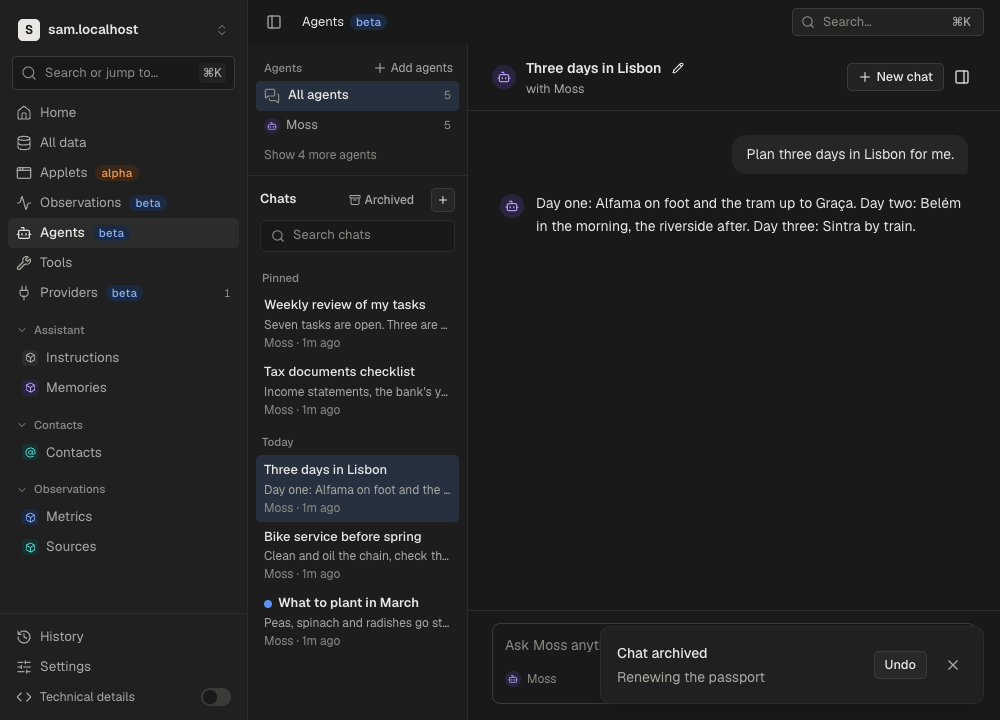 S sam.localhost
Search or jump to… ⌘K
Home
All data
Applets alpha
Observations beta
Agents beta
Tools
Providers beta 1
Assistant
Instructions
Memories
Contacts
Contacts
Observations
Metrics
Sources
History
Settings
Technical details
Agents beta
Search… ⌘K
Agents
Add agents
All agents 5
Moss 5
Show 4 more agents
Chats
Archived
Search chats
Pinned
Weekly review of my tasks
Seven tasks are open. Three are …
Moss · 1m ago
Tax documents checklist
Income statements, the bank's y…
Moss · 1m ago
Today
Three days in Lisbon
Day one: Alfama on foot and the …
Moss · 1m ago
Bike service before spring
Clean and oil the chain, check th…
Moss · 1m ago
What to plant in March
Peas, spinach and radishes go st…
Moss · 1m ago
Three days in Lisbon
with Moss
New chat
Plan three days in Lisbon for me.
Day one: Alfama on foot and the tram up to Graça. Day two: Belém
in the morning, the riverside after. Day three: Sintra by train.
Ask Moss anyt
Moss
Chat archived
Renewing the passport
Undo